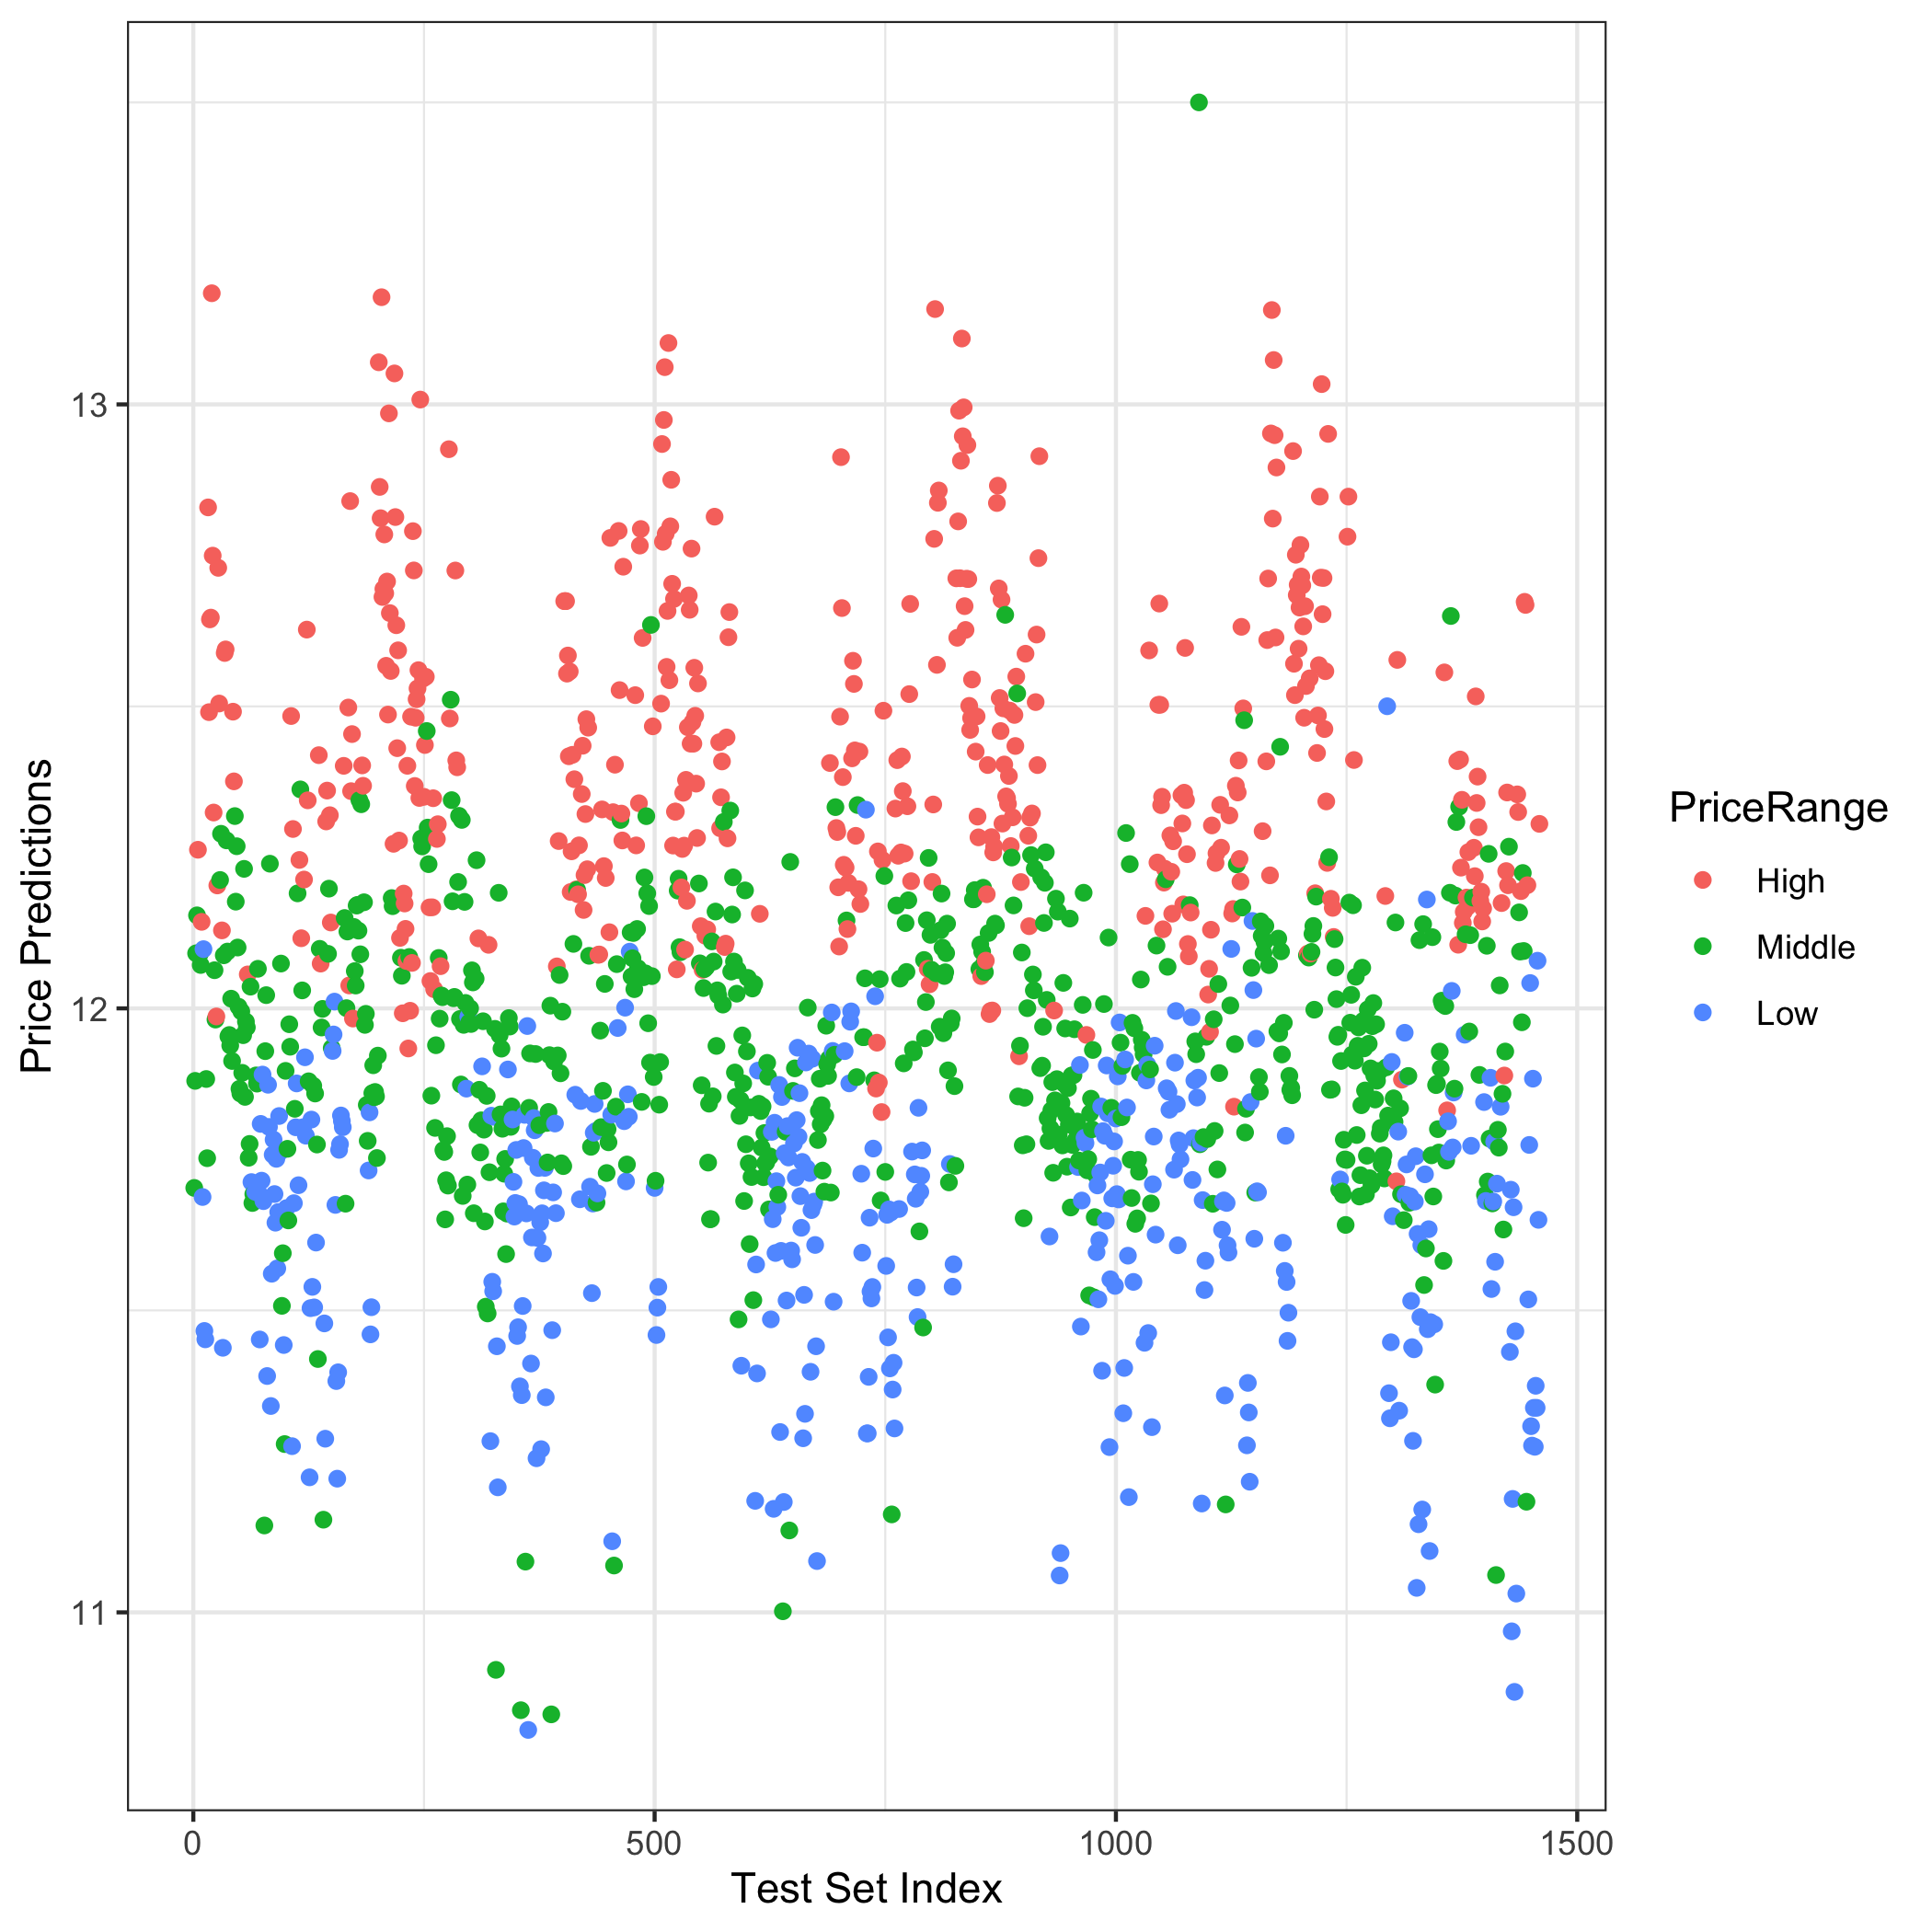 Price Predictions
13
12
11
0
500
1000
1500
Test Set Index
PriceRange
High
Middle
Low